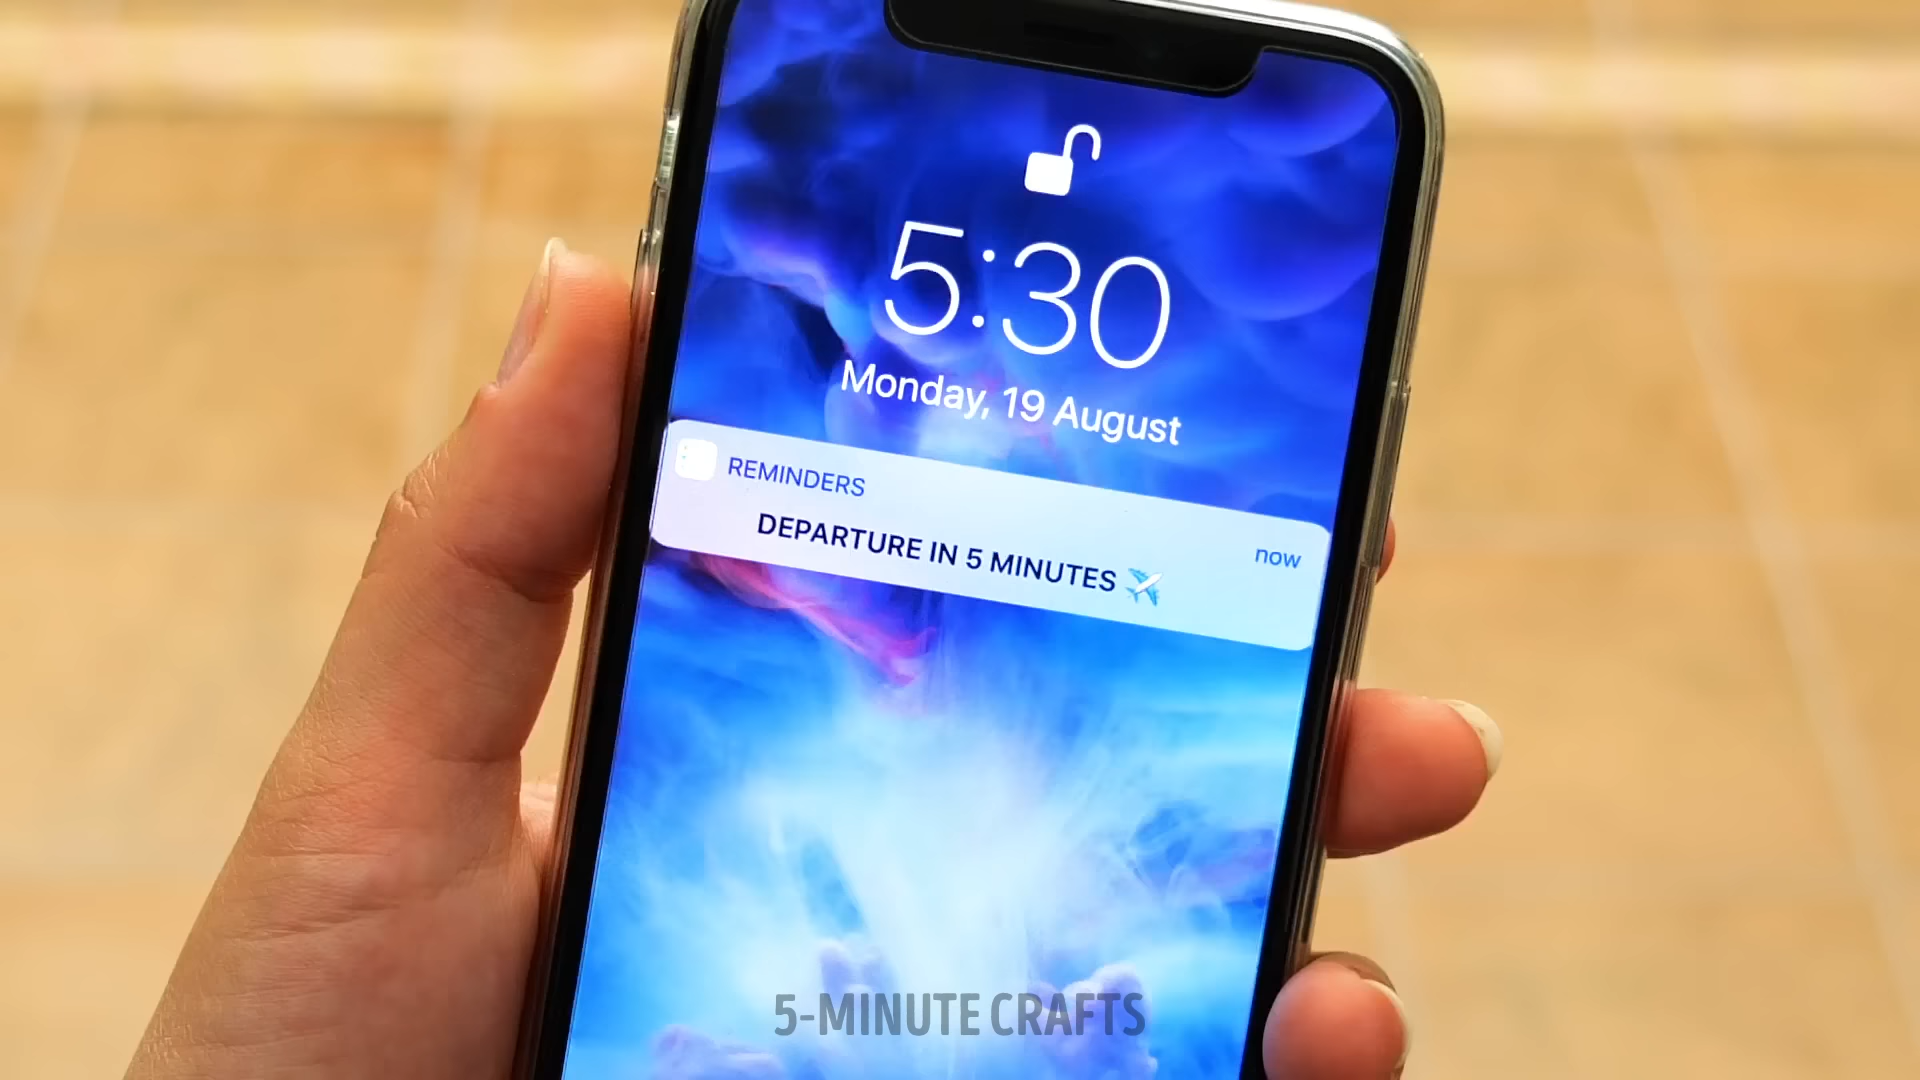 5:30
Monday, 19 August
REMINDERS
now
DEPARTURE IN 5 MINUTES ✈️
5-MINUTE CRAFTS